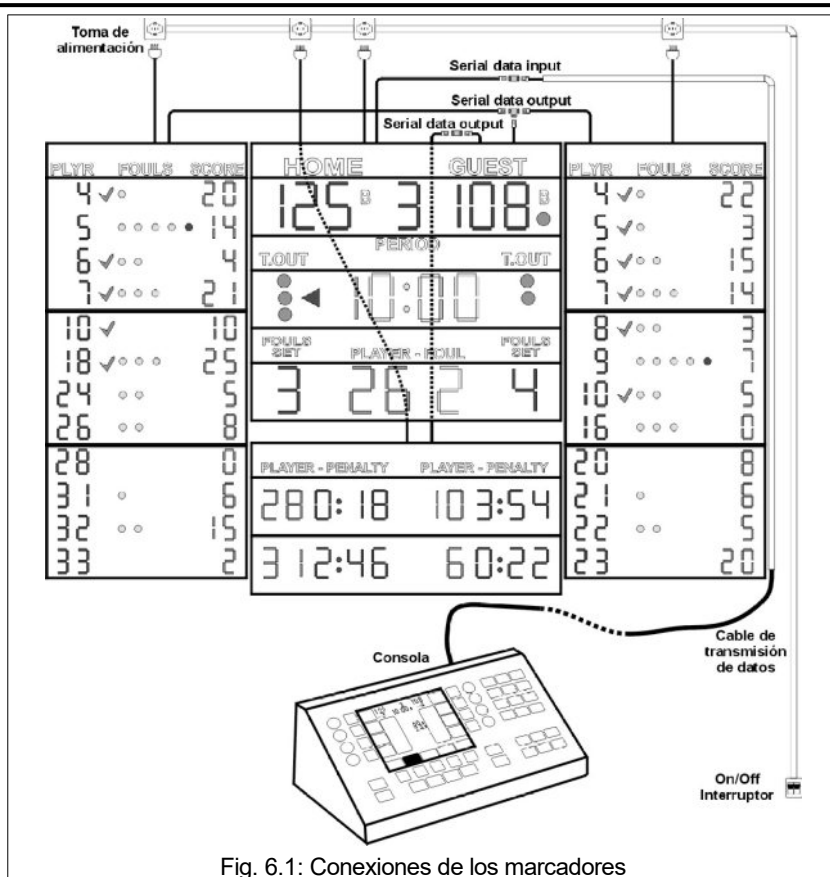 Toma de
alimentación
Serial data input
Serial data output
Serial data output
PLYR FOULS SCORE
4 20
5 14
6 4
7 21
10 10
18 25
24 5
26 8
28 0
31 6
32 15
33 2
HOME GUEST
125 B 3 108 B
PERIOD
T.OUT T.OUT
10:00
FOULS
SET
PLAYER - FOUL
FOULS
SET
3 26 2 4
PLAYER - PENALTY PLAYER - PENALTY
28 0:18 10 3:54
31 2:46 6 0:22
PLYR FOULS SCORE
4 22
5 3
6 15
7 14
8 3
9 7
10 5
16 0
20 8
21 6
22 5
23 20
Consola
Cable de
transmisión
de datos
On/Off
Interruptor
Fig. 6.1: Conexiones de los marcadores